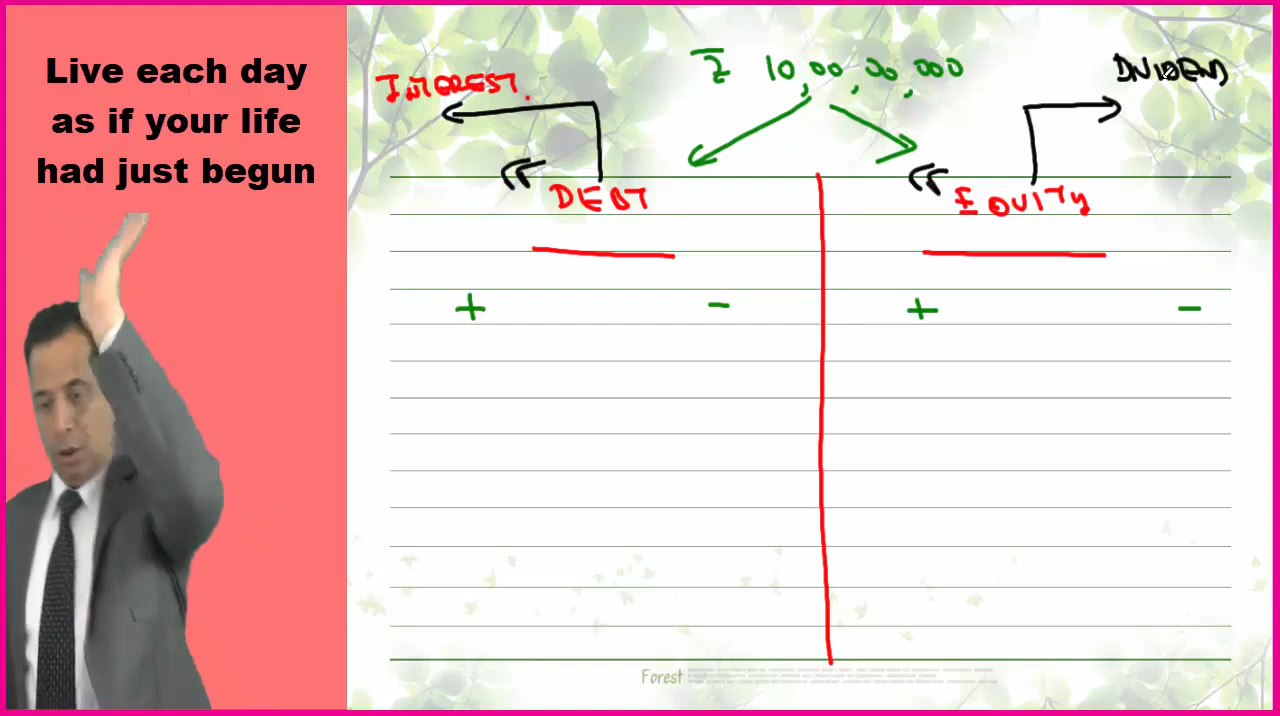 Live each day
as if your life
had just begun
₹ 10,00,00,000
INTEREST.
DIVIDEND
DEBT
EQUITY
+ - + -
Forest